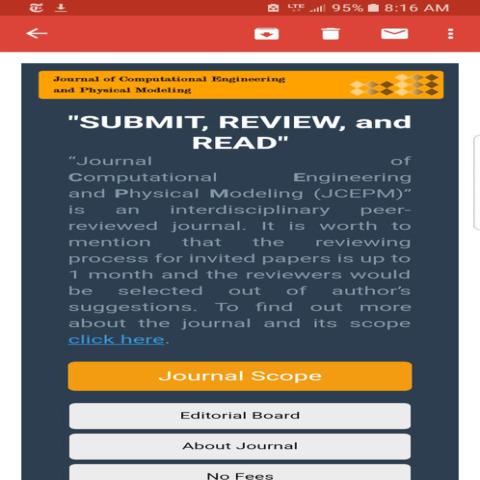 LTE 95% 8:16 AM
Journal of Computational Engineering
and Physical Modeling
"SUBMIT, REVIEW, and
READ"
“Journal of
Computational Engineering
and Physical Modeling (JCEPM)”
is an interdisciplinary peer-
reviewed journal. It is worth to
mention that the reviewing
process for invited papers is up to
1 month and the reviewers would
be selected out of author’s
suggestions. To find out more
about the journal and its scope
click here.
Journal Scope
Editorial Board
About Journal
No Fees